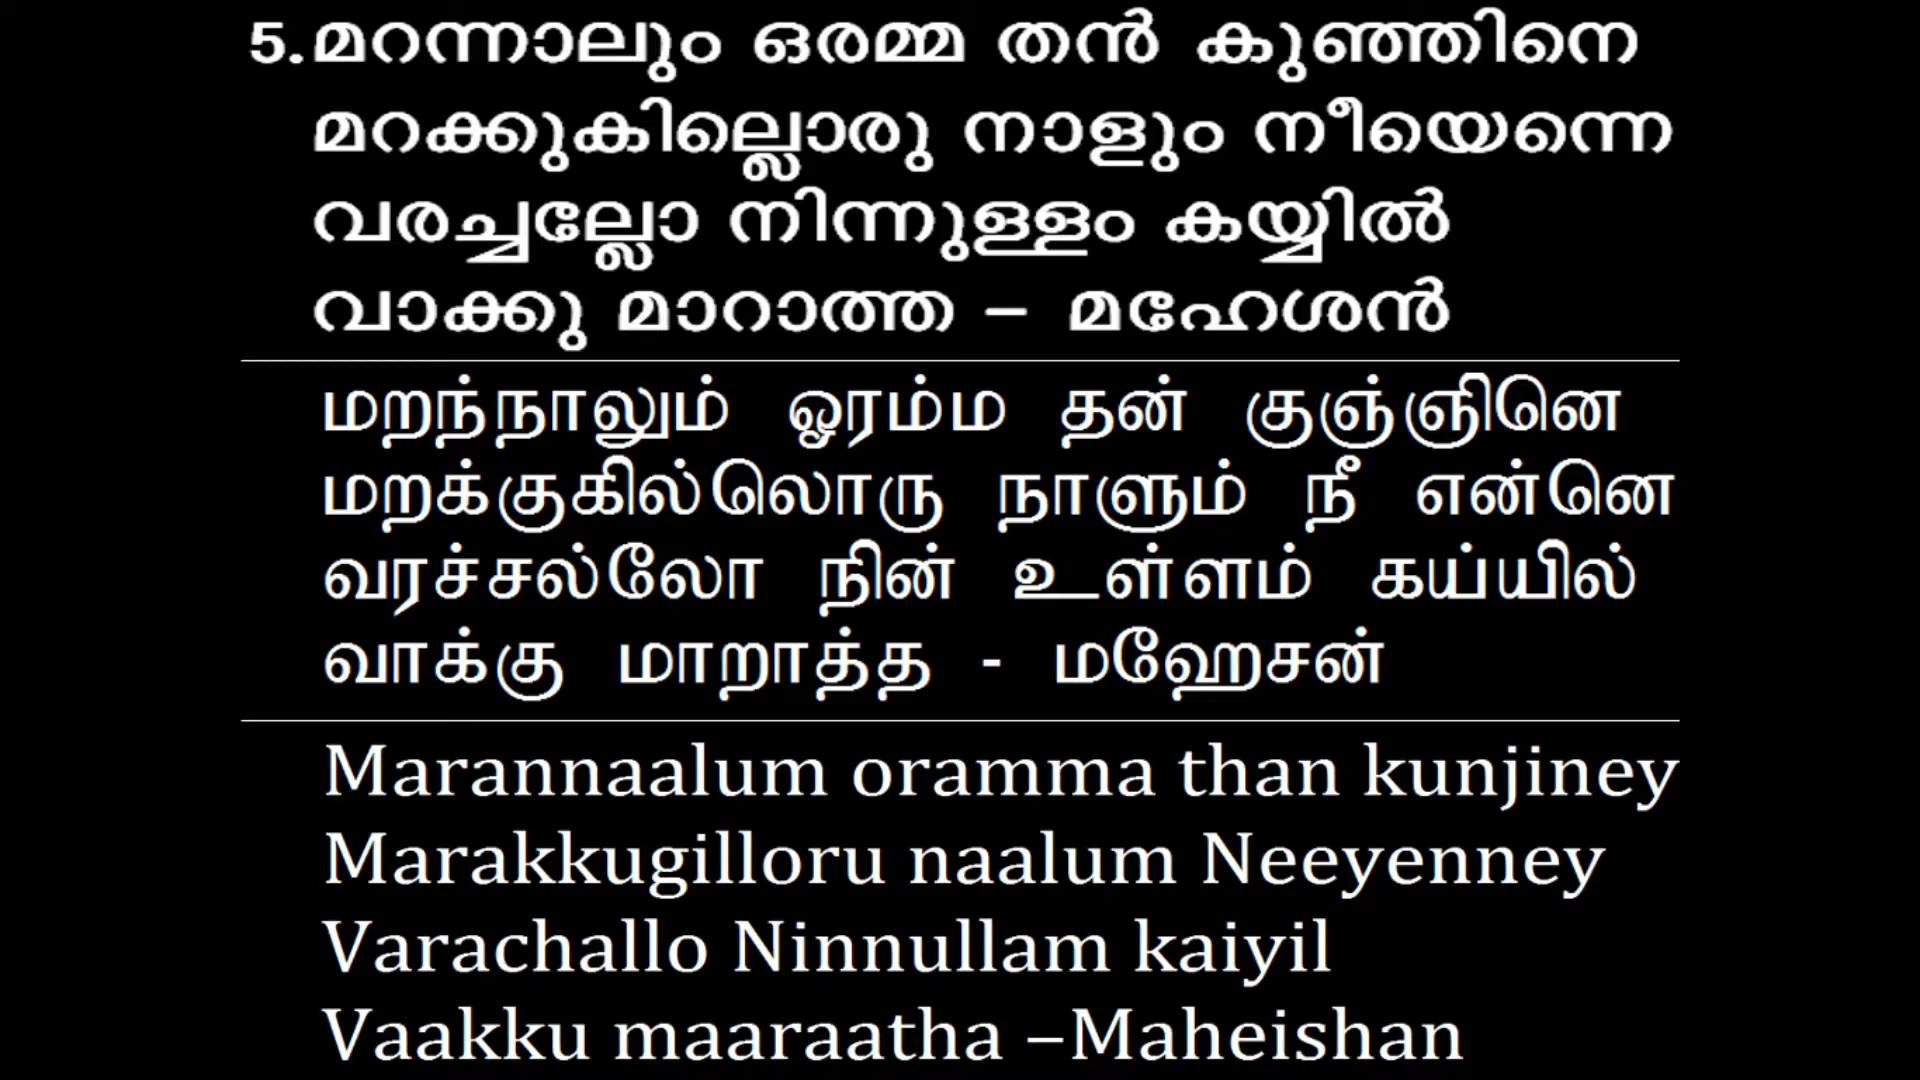 5. മറന്നാലും ഒരമ്മ തൻ കുഞ്ഞിനെ
മറക്കുകില്ലൊരു നാളും നീയെന്നെ
വരച്ചല്ലോ നിന്നുള്ളം കയ്യിൽ
വാക്കു മാറാത്ത – മഹേശൻ
மறந்நாலும் ஓரம்ம தன் குஞ்ஞினெ
மறக்குகில்லொரு நாளும் நீ என்னெ
வரச்சல்லோ நின் உள்ளம் கய்யில்
வாக்கு மாறாத்த - மஹேசன்
Marannaalum oramma than kunjiney
Marakkugilloru naalum Neeyenney
Varachallo Ninnullam kaiyil
Vaakku maaraatha –Maheishan